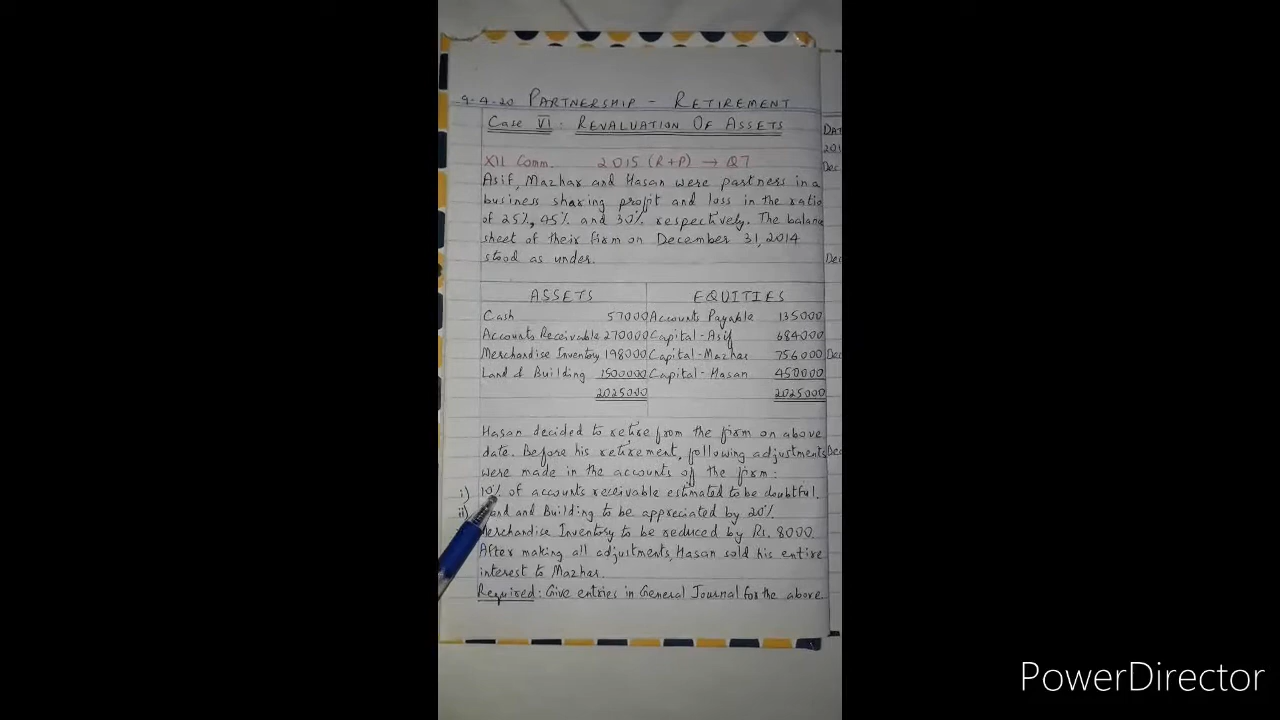 9-4-20 PARTNERSHIP - RETIREMENT
Case VI : REVALUATION OF ASSETS
XII Comm. 2015 (R+P) → Q7
Asif, Mazhar and Hasan were partners in a
business sharing profit and loss in the ratio
of 25%, 45% and 30% respectively. The balance
sheet of their firm on December 31, 2014
stood as under.
ASSETS EQUITIES
Cash 57000 Accounts Payable 135000
Accounts Receivable 270000 Capital - Asif 684000
Merchandise Inventory 198000 Capital - Mazhar 756000
Land & Building 1500000 Capital - Hasan 450000
2025000 2025000
Hasan decided to retire from the firm on above
date. Before his retirement, following adjustments
were made in the accounts of the firm:
i) 10% of accounts receivable estimated to be doubtful.
ii) Land and Building to be appreciated by 20%.
Merchandise Inventory to be reduced by Rs. 8000.
After making all adjustments, Hasan sold his entire
interest to Mazhar.
Required: Give entries in General Journal for the above.
PowerDirector